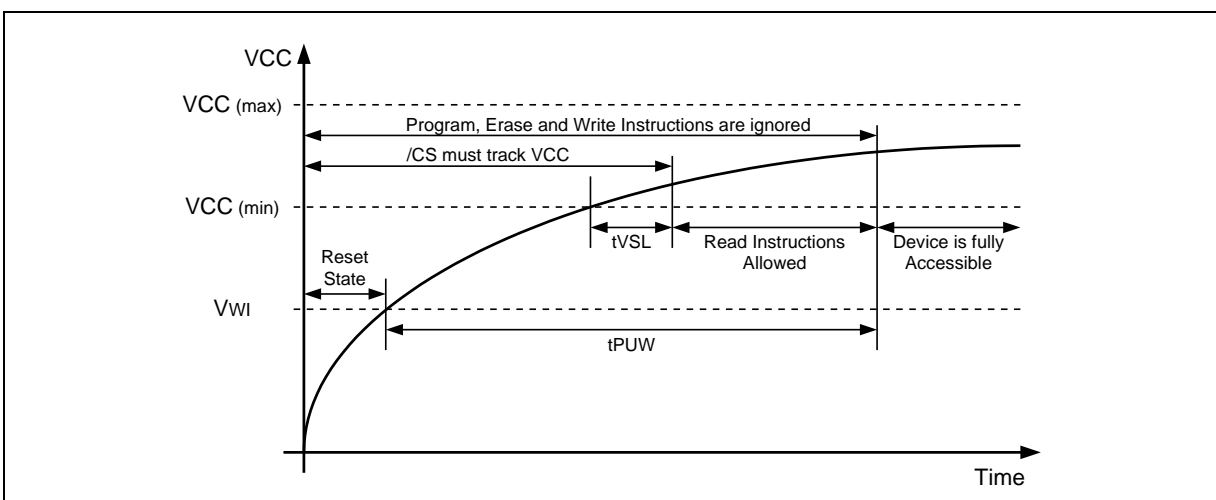 VCC
VCC (max)
Program, Erase and Write Instructions are ignored
/CS must track VCC
VCC (min)
tVSL
Read Instructions
Allowed
Device is fully
Accessible
Reset
State
VWI
tPUW
Time